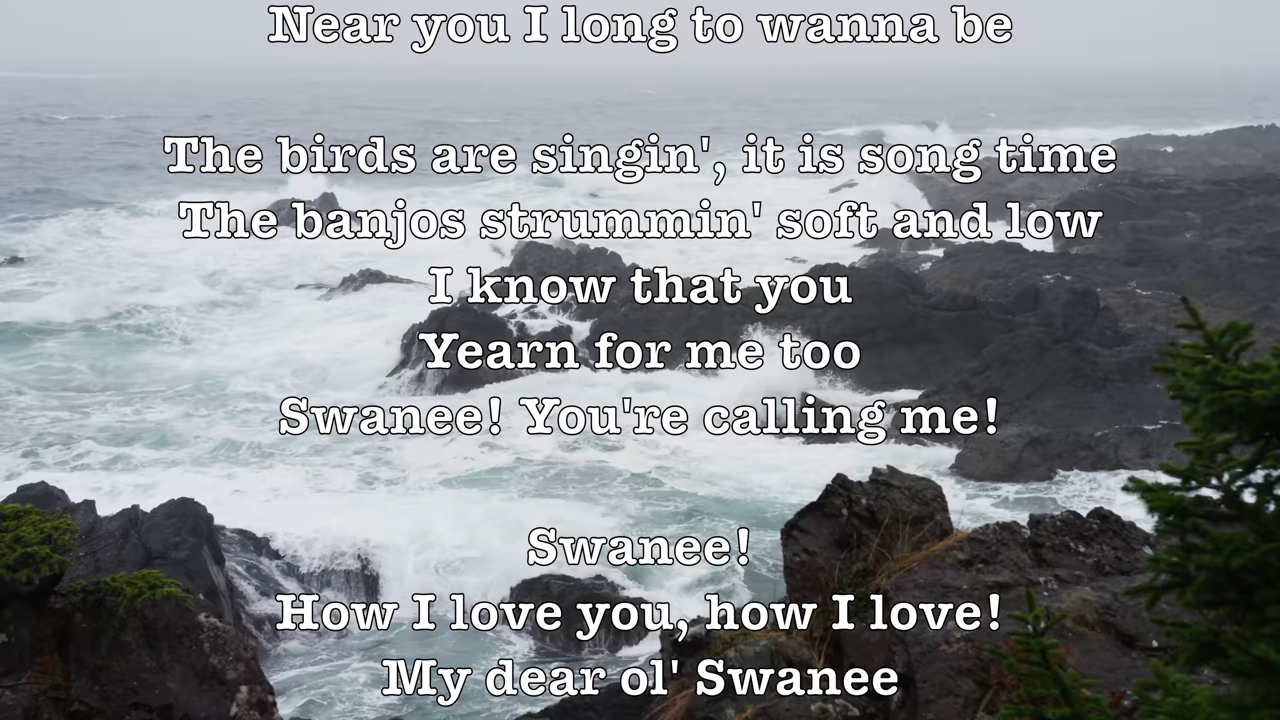 Near you I long to wanna be
The birds are singin', it is song time
The banjos strummin' soft and low
I know that you
Yearn for me too
Swanee! You're calling me!
Swanee!
How I love you, how I love!
My dear ol' Swanee